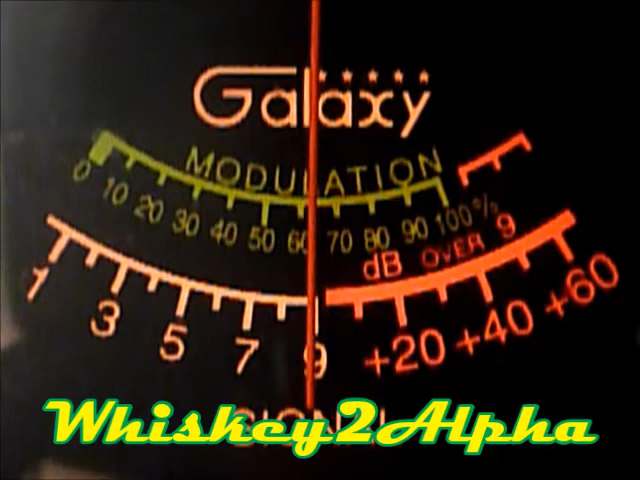 Galaxy
MODULATION
0 10 20 30 40 50 60 70 80 90 100%
dB OVER 9
1 3 5 7 9 +20 +40 +60
SIGNAL
Whiskey2Alpha